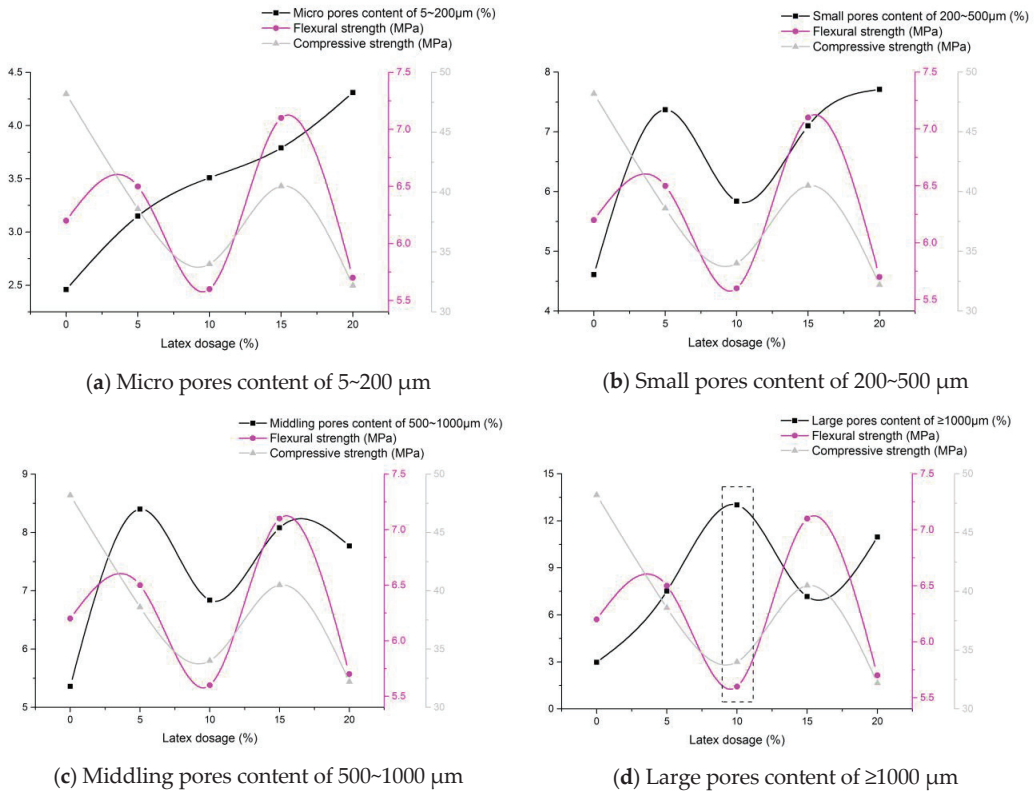 Micro pores content of 5~200μm (%)
Flexural strength (MPa)
Compressive strength (MPa)
4.5
4.0
3.5
3.0
2.5
7.5
7.0
6.5
6.0
5.5
50
45
40
35
30
0 5 10 15 20
Latex dosage (%)
(a) Micro pores content of 5~200 μm
Small pores content of 200~500 μm (%)
Flexural strength (MPa)
Compressive strength (MPa)
8
7
6
5
4
7.5
7.0
6.5
6.0
5.5
50
45
40
35
30
0 5 10 15 20
Latex dosage (%)
(b) Small pores content of 200~500 μm
Middling pores content of 500~1000μm (%)
Flexural strength (MPa)
Compressive strength (MPa)
9
8
7
6
5
7.5
7.0
6.5
6.0
5.5
50
45
40
35
30
0 5 10 15 20
Latex dosage (%)
(c) Middling pores content of 500~1000 μm
Large pores content of ≥1000μm (%)
Flexural strength (MPa)
Compressive strength (MPa)
15
12
9
6
3
0
7.5
7.0
6.5
6.0
5.5
50
45
40
35
30
0 5 10 15 20
Latex dosage (%)
(d) Large pores content of ≥1000 μm